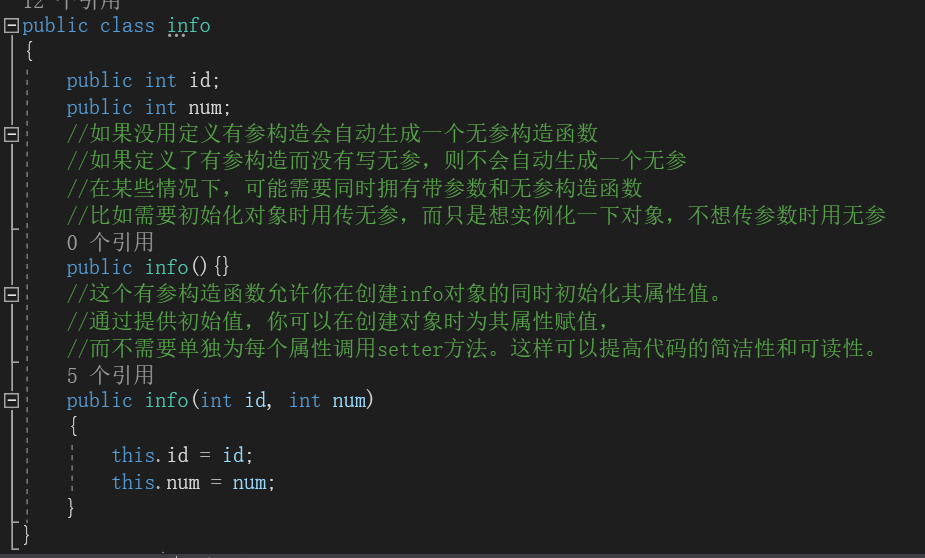 12 个引用
public class info
{
public int id;
public int num;
//如果没用定义有参构造会自动生成一个无参构造函数
//如果定义了有参构造而没有写无参，则不会自动生成一个无参
//在某些情况下，可能需要同时拥有带参数和无参构造函数
//比如需要初始化对象时用传无参，而只是想实例化一下对象，不想传参数时用无参
0 个引用
public info(){}
//这个有参构造函数允许你在创建info对象的同时初始化其属性值。
//通过提供初始值，你可以在创建对象时为其属性赋值，
//而不需要单独为每个属性调用setter方法。这样可以提高代码的简洁性和可读性。
5 个引用
public info(int id, int num)
{
this.id = id;
this.num = num;
}
}